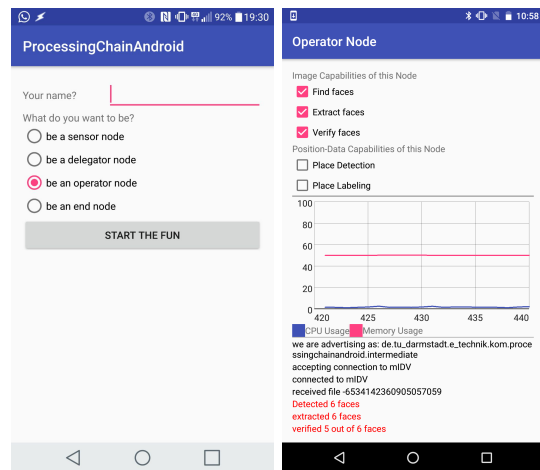 92% 19:30
ProcessingChainAndroid
Your name?
What do you want to be?
be a sensor node
be a delegator node
be an operator node
be an end node
START THE FUN
10:58
Operator Node
Image Capabilities of this Node
Find faces
Extract faces
Verify faces
Position-Data Capabilities of this Node
Place Detection
Place Labeling
100
80
60
40
20
0
420 425 430 435 440
CPU Usage Memory Usage
we are advertising as: de.tu_darmstadt.e_technik.kom.proce
ssingchainandroid.intermediate
accepting connection to mIDV
connected to mIDV
received file -6534142360905057059
Detected 6 faces
extracted 6 faces
verified 5 out of 6 faces